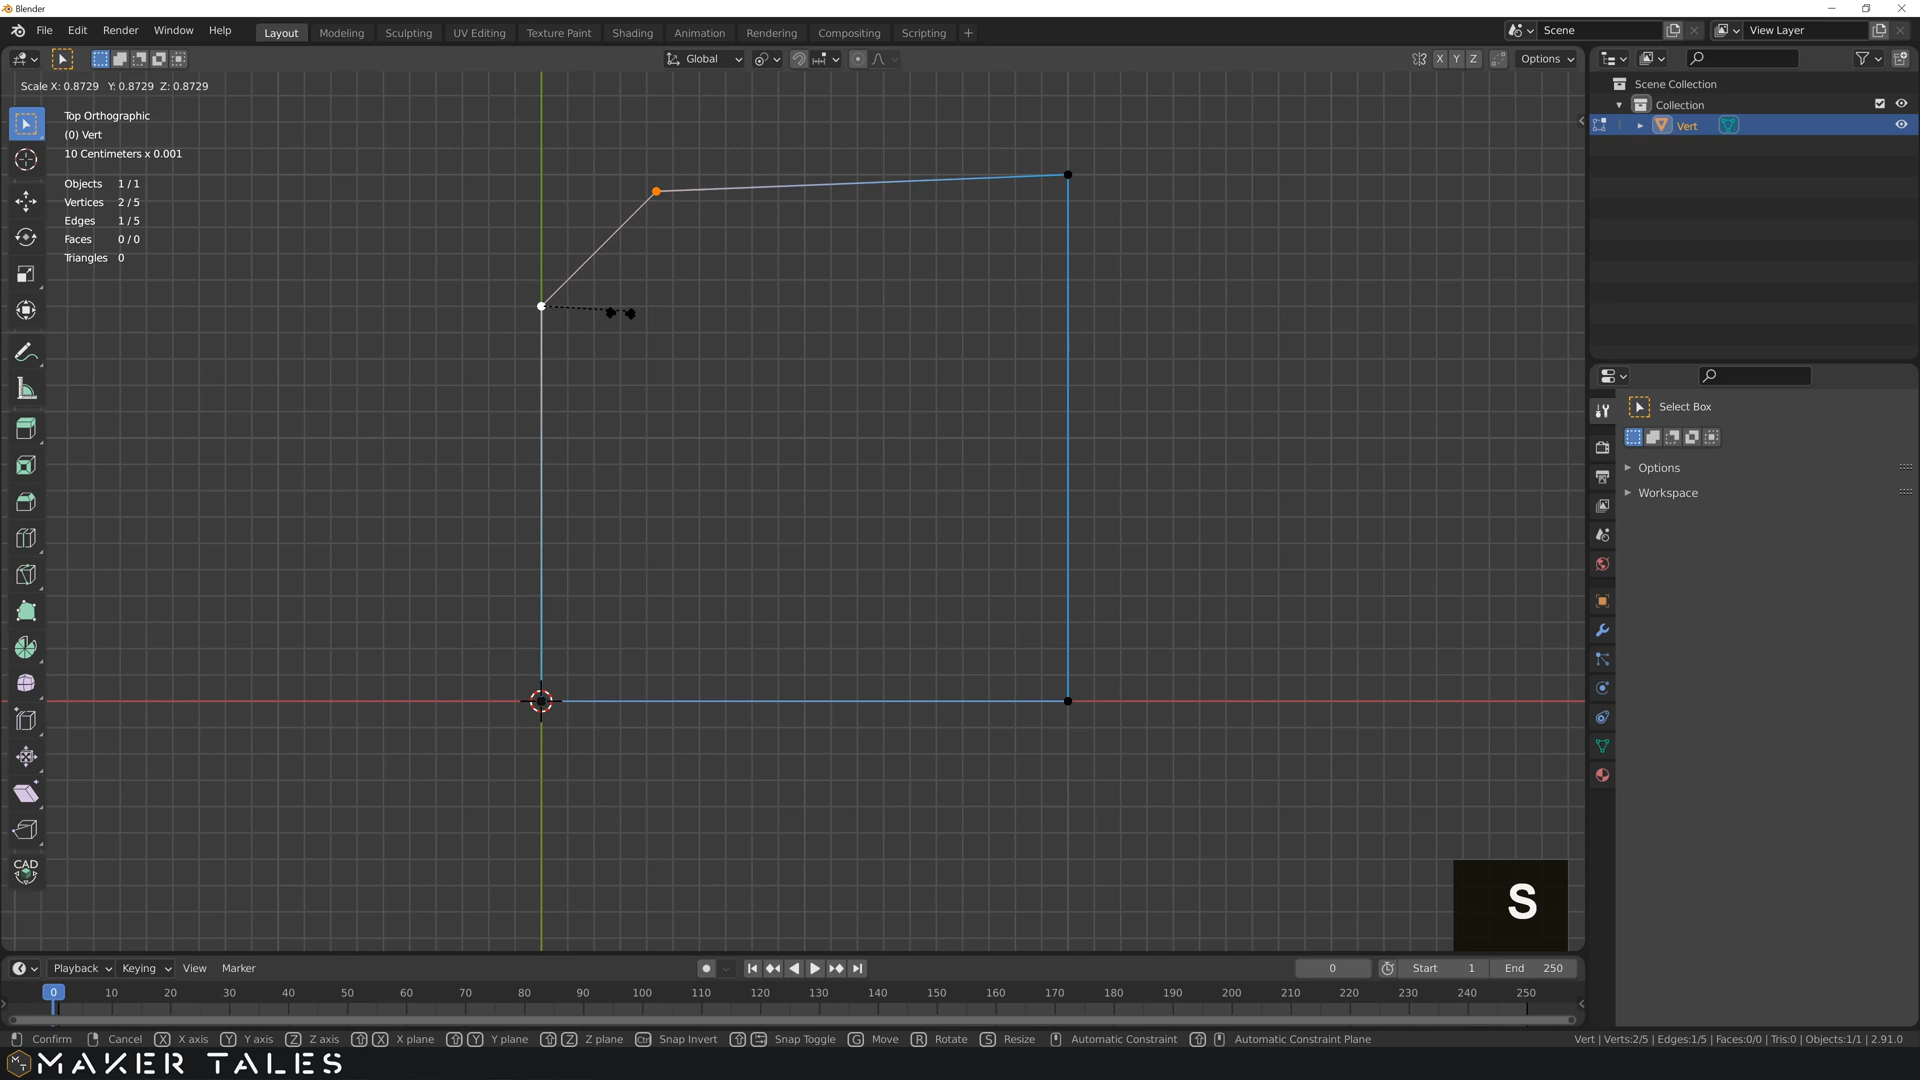 Blender
File Edit Render Window Help
Layout Modeling Sculpting UV Editing Texture Paint Shading Animation Rendering Compositing Scripting +
Scene
View Layer
Global
X Y Z
Options
Scale X: 0.8729 Y: 0.8729 Z: 0.8729
Top Orthographic
(0) Vert
10 Centimeters x 0.001
Objects 1/1
Vertices 2/5
Edges 1/5
Faces 0/0
Triangles 0
CAD
Scene Collection
Collection
Vert
Select Box
Options
Workspace
S
Playback Keying View Marker
0 Start 1 End 250
0 10 20 30 40 50 60 70 80 90 100 110 120 130 140 150 160 170 180 190 200 210 220 230 240 250
Confirm Cancel X X axis Y Y axis Z Z axis X X plane Y Y plane Z Z plane Ctrl Snap Invert Snap Toggle G Move R Rotate S Resize Automatic Constraint Automatic Constraint Plane
Vert | Verts:2/5 | Edges:1/5 | Faces:0/0 | Tris:0 | Objects:1/1 | 2.91.0
MAKER TALES